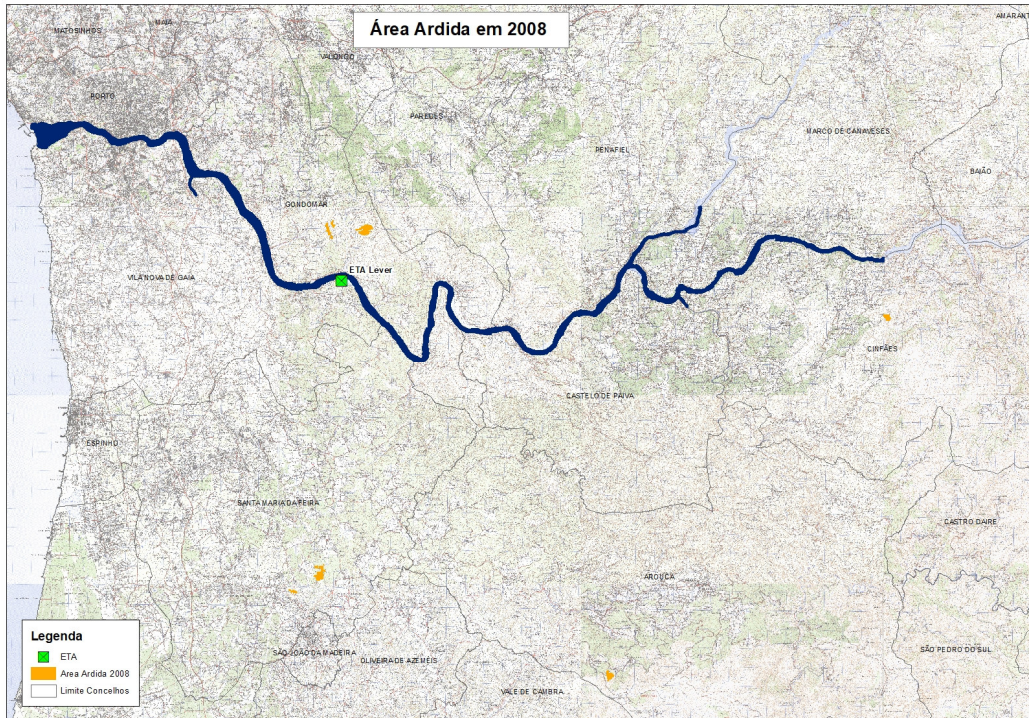 Área Ardida em 2008
AMARANT
MAIA
MATOSINHOS
VALONGO
PORTO
PAREDES
MARCO DE CANAVESES
PENAFIEL
BAIÃO
GONDOMAR
ETA Lever
VILA NOVA DE GAIA
CINFÃES
CASTELO DE PAIVA
ESPINHO
SANTA MARIA DA FEIRA
CASTRO DAIRE
AROUCA
SÃO JOÃO DA MADEIRA
OLIVEIRA DE AZEMÉIS
SÃO PEDRO DO SUL
VALE DE CAMBRA
Legenda
ETA
Area Ardida 2008
Limite Concelhos